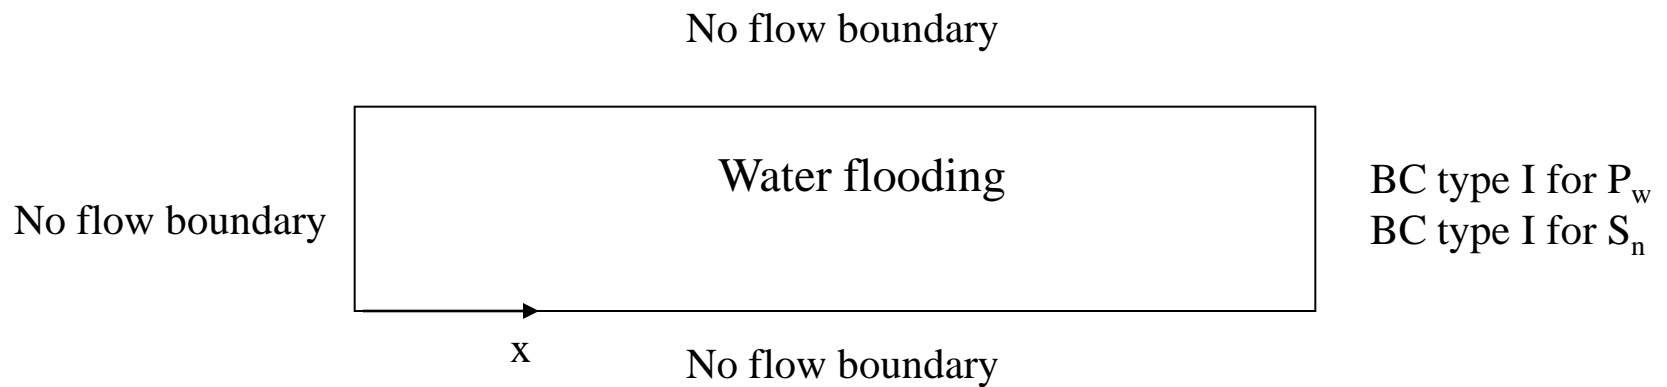 No flow boundary
Water flooding
No flow boundary
BC type I for P_w
BC type I for S_n
x
No flow boundary